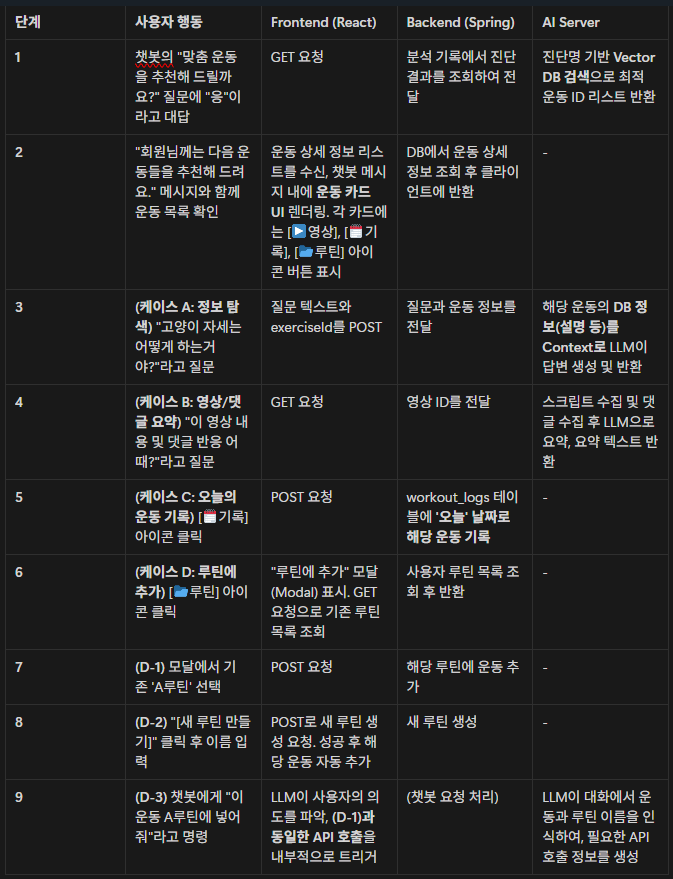 단계
사용자 행동
Frontend (React)
Backend (Spring)
AI Server
1
챗봇의 "맞춤 운동
을 추천해 드릴까
요?" 질문에 "응"이
라고 대답
GET 요청
분석 기록에서 진단
결과를 조회하여 전
달
진단명 기반 Vector
DB 검색으로 최적
운동 ID 리스트 반환
2
"회원님께는 다음 운
동들을 추천해 드려
요." 메시지와 함께
운동 목록 확인
운동 상세 정보 리스
트를 수신, 챗봇 메시
지 내에 운동 카드
UI 렌더링. 각 카드에
는 [▶️영상], [🗓️기
록], [📂루틴] 아이
콘 버튼 표시
DB에서 운동 상세
정보 조회 후 클라이
언트에 반환
-
3
(케이스 A: 정보 탐
색) "고양이 자세는
어떻게 하는거
야?"라고 질문
질문 텍스트와
exerciseId를 POST
질문과 운동 정보를
전달
해당 운동의 DB 정
보(설명 등)를
Context로 LLM이
답변 생성 및 반환
4
(케이스 B: 영상/댓
글 요약) "이 영상 내
용 및 댓글 반응 어
때?"라고 질문
GET 요청
영상 ID를 전달
스크립트 수집 및 댓
글 수집 후 LLM으로
요약, 요약 텍스트 반
환
5
(케이스 C: 오늘의
운동 기록) [🗓️기록]
아이콘 클릭
POST 요청
workout_logs 테이
블에 '오늘' 날짜로
해당 운동 기록
-
6
(케이스 D: 루틴에
추가) [📂루틴] 아이
콘 클릭
"루틴에 추가" 모달
(Modal) 표시. GET
요청으로 기존 루틴
목록 조회
사용자 루틴 목록 조
회 후 반환
-
7
(D-1) 모달에서 기
존 'A루틴' 선택
POST 요청
해당 루틴에 운동 추
가
-
8
(D-2) "[새 루틴 만들
기]" 클릭 후 이름 입
력
POST로 새 루틴 생
성 요청. 성공 후 해
당 운동 자동 추가
새 루틴 생성
-
9
(D-3) 챗봇에게 "이
운동 A루틴에 넣어
줘"라고 명령
LLM이 사용자의 의
도를 파악, (D-1)과
동일한 API 호출을
내부적으로 트리거
(챗봇 요청 처리)
LLM이 대화에서 운
동과 루틴 이름을 인
식하여, 필요한 API
호출 정보를 생성